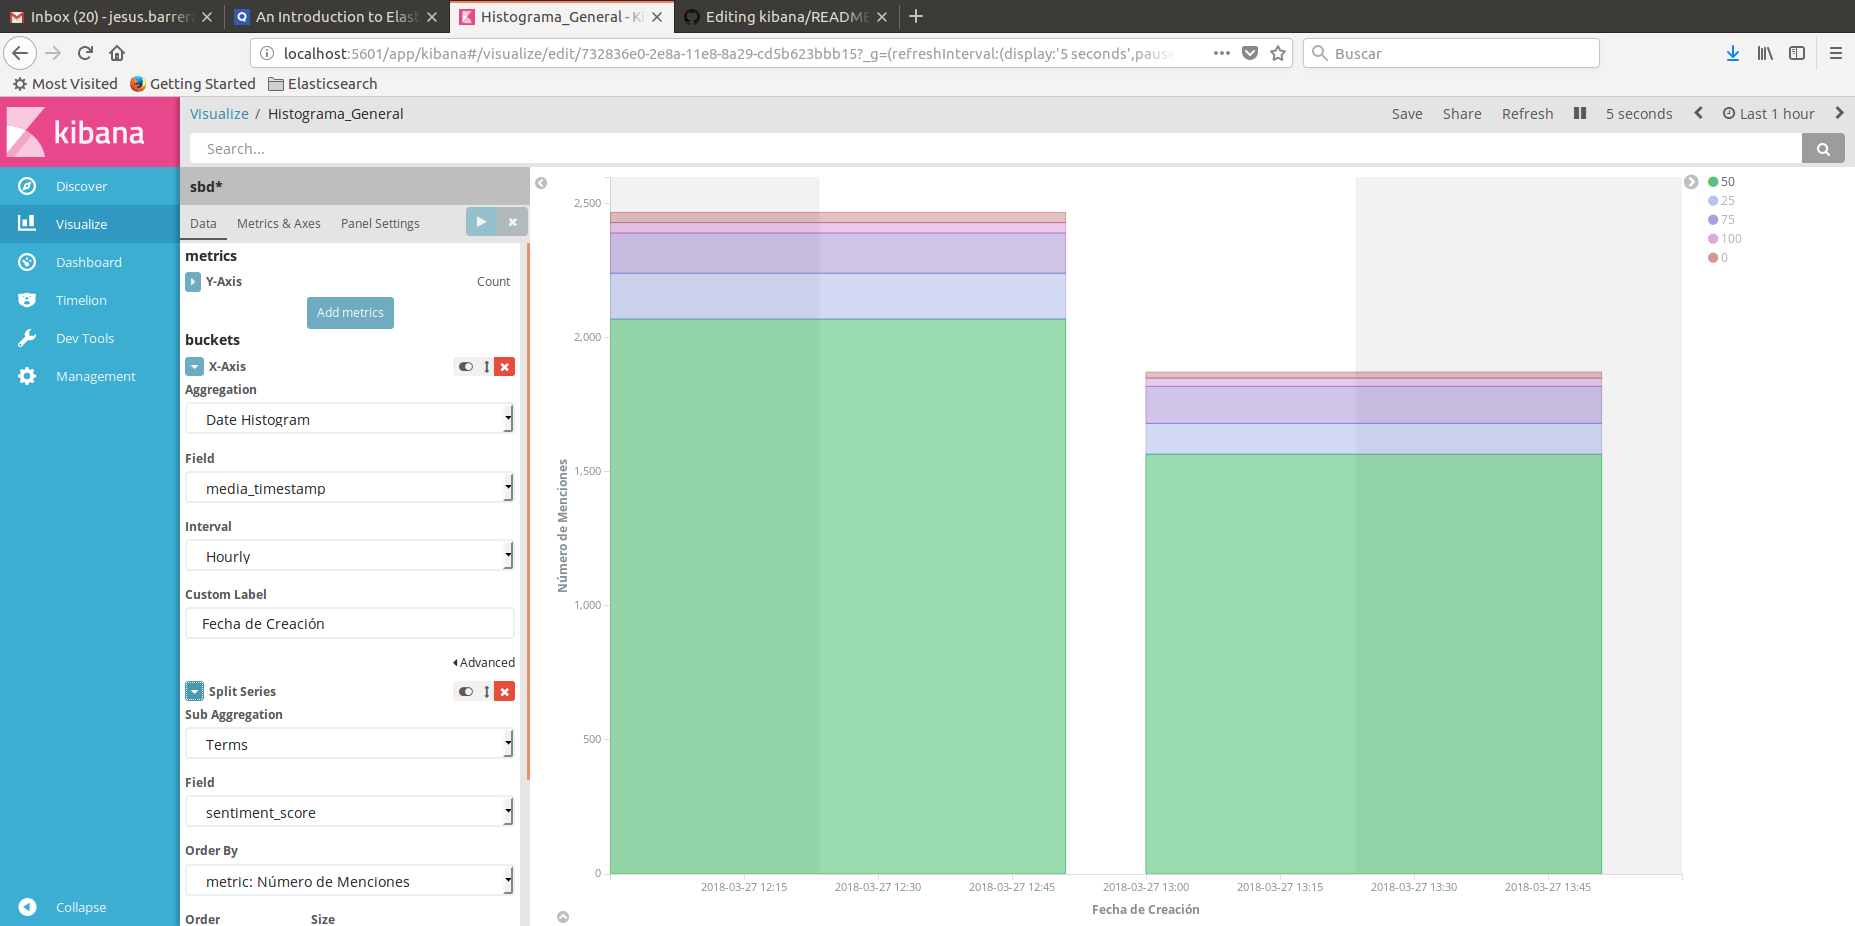 Inbox (20) - jesus.barrer
An Introduction to Elast
Histograma_General - K
Editing kibana/README
localhost:5601/app/kibana#/visualize/edit/732836e0-2e8a-11e8-8a29-cd5b623bbb15?_g=(refreshInterval:(display:'5 seconds',pause
Buscar
Most Visited
Getting Started
Elasticsearch
kibana
Visualize / Histograma_General
Save
Share
Refresh
5 seconds
Last 1 hour
Search...
Discover
Visualize
Dashboard
Timelion
Dev Tools
Management
Collapse
sbd*
Data
Metrics & Axes
Panel Settings
metrics
Y-Axis
Count
Add metrics
buckets
X-Axis
Aggregation
Date Histogram
Field
media_timestamp
Interval
Hourly
Custom Label
Fecha de Creación
Advanced
Split Series
Sub Aggregation
Terms
Field
sentiment_score
Order By
metric: Número de Menciones
Order
Size
Número de Menciones
2,500
2,000
1,500
1,000
500
0
2018-03-27 12:15
2018-03-27 12:30
2018-03-27 12:45
2018-03-27 13:00
2018-03-27 13:15
2018-03-27 13:30
2018-03-27 13:45
Fecha de Creación
50
25
75
100
0